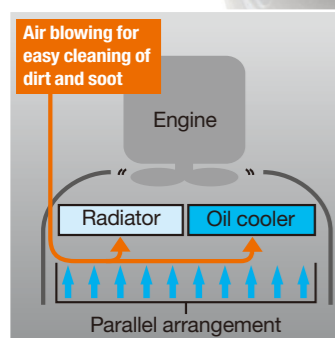 Air blowing for
easy cleaning of
dirt and soot
Engine
Radiator
Oil cooler
Parallel arrangement